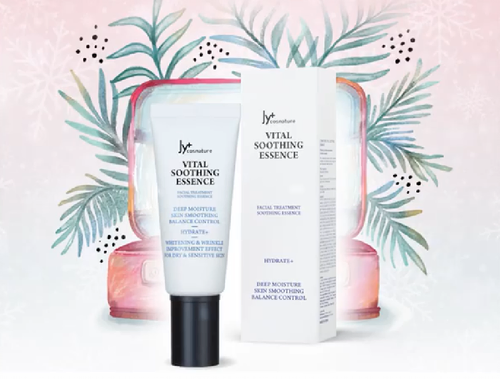 jy+
cosinature
VITAL
SOOTHING
ESSENCE
FACIAL TREATMENT
SOOTHING ESSENCE
DEEP MOISTURE
SKIN SMOOTHING
BALANCE CONTROL
HYDRATE+
WHITENING & WRINKLE
IMPROVEMENT EFFECT
FOR DRY & SENSITIVE SKIN
jy+
cosinature
VITAL
SOOTHING
ESSENCE
FACIAL TREATMENT
SOOTHING ESSENCE
HYDRATE+
DEEP MOISTURE
SKIN SMOOTHING
BALANCE CONTROL